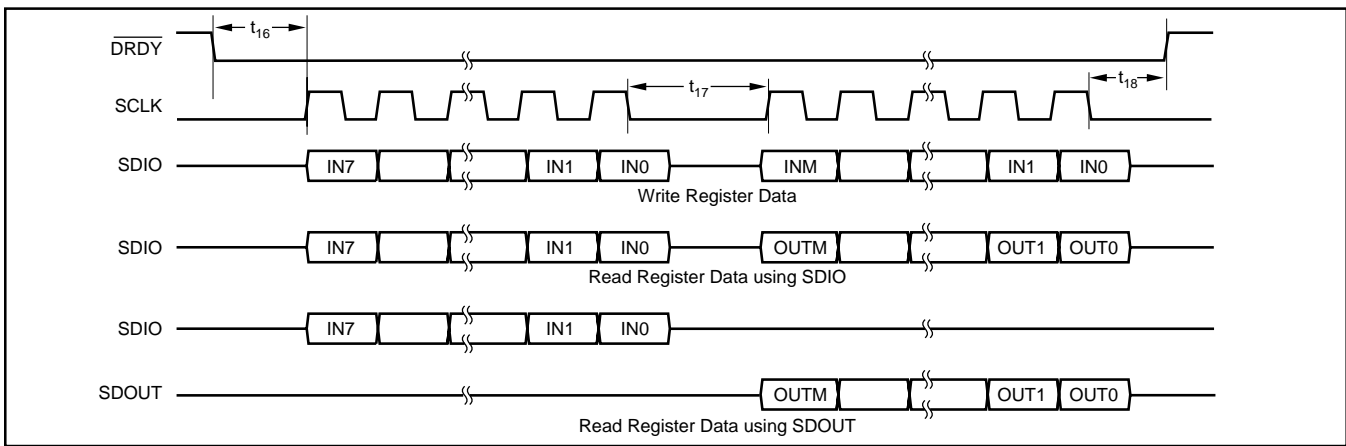 t16
DRDY
t17
t18
SCLK
SDIO IN7 IN1 IN0 INM IN1 IN0
Write Register Data
SDIO IN7 IN1 IN0 OUTM OUT1 OUT0
Read Register Data using SDIO
SDIO IN7 IN1 IN0
SDOUT OUTM OUT1 OUT0
Read Register Data using SDOUT